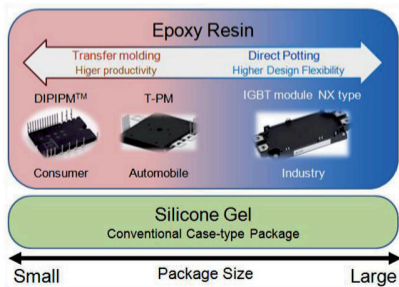 Epoxy Resin
Transfer molding
Higer productivity
Direct Potting
Higher Design Flexibility
DIPIPM™
T-PM
IGBT module NX type
Consumer
Automobile
Industry
Silicone Gel
Conventional Case-type Package
Small
Package Size
Large